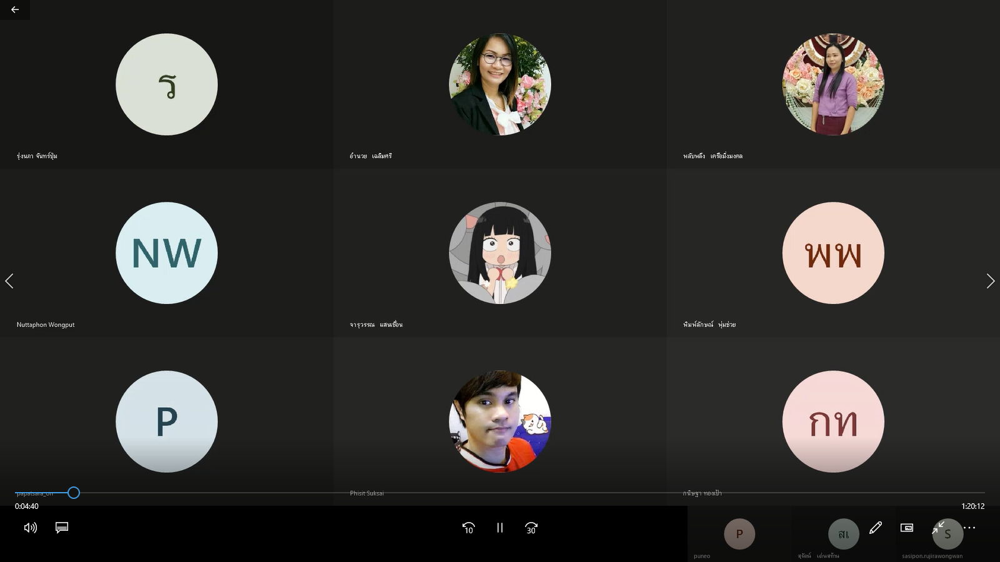 ร
รุ่งนภา จันทร์ปุ่ม
อำนวย เฉลิมศรี
พลับพลึง เครือมิ่งมงคล
NW
พพ
Nuttaphon Wongput
จารุวรรณ แสนเขื่อน
พิมพ์ลักษณ์ พุ่มช่วย
P
กท
papatsara_on
Phisit Suksai
กนิษฐา ทองเป้า
0:04:40
1:20:12
10
30
P
สเ
S
puneo
สุรัตน์ เด่นสท้าน
sasipon.rujirawongwan